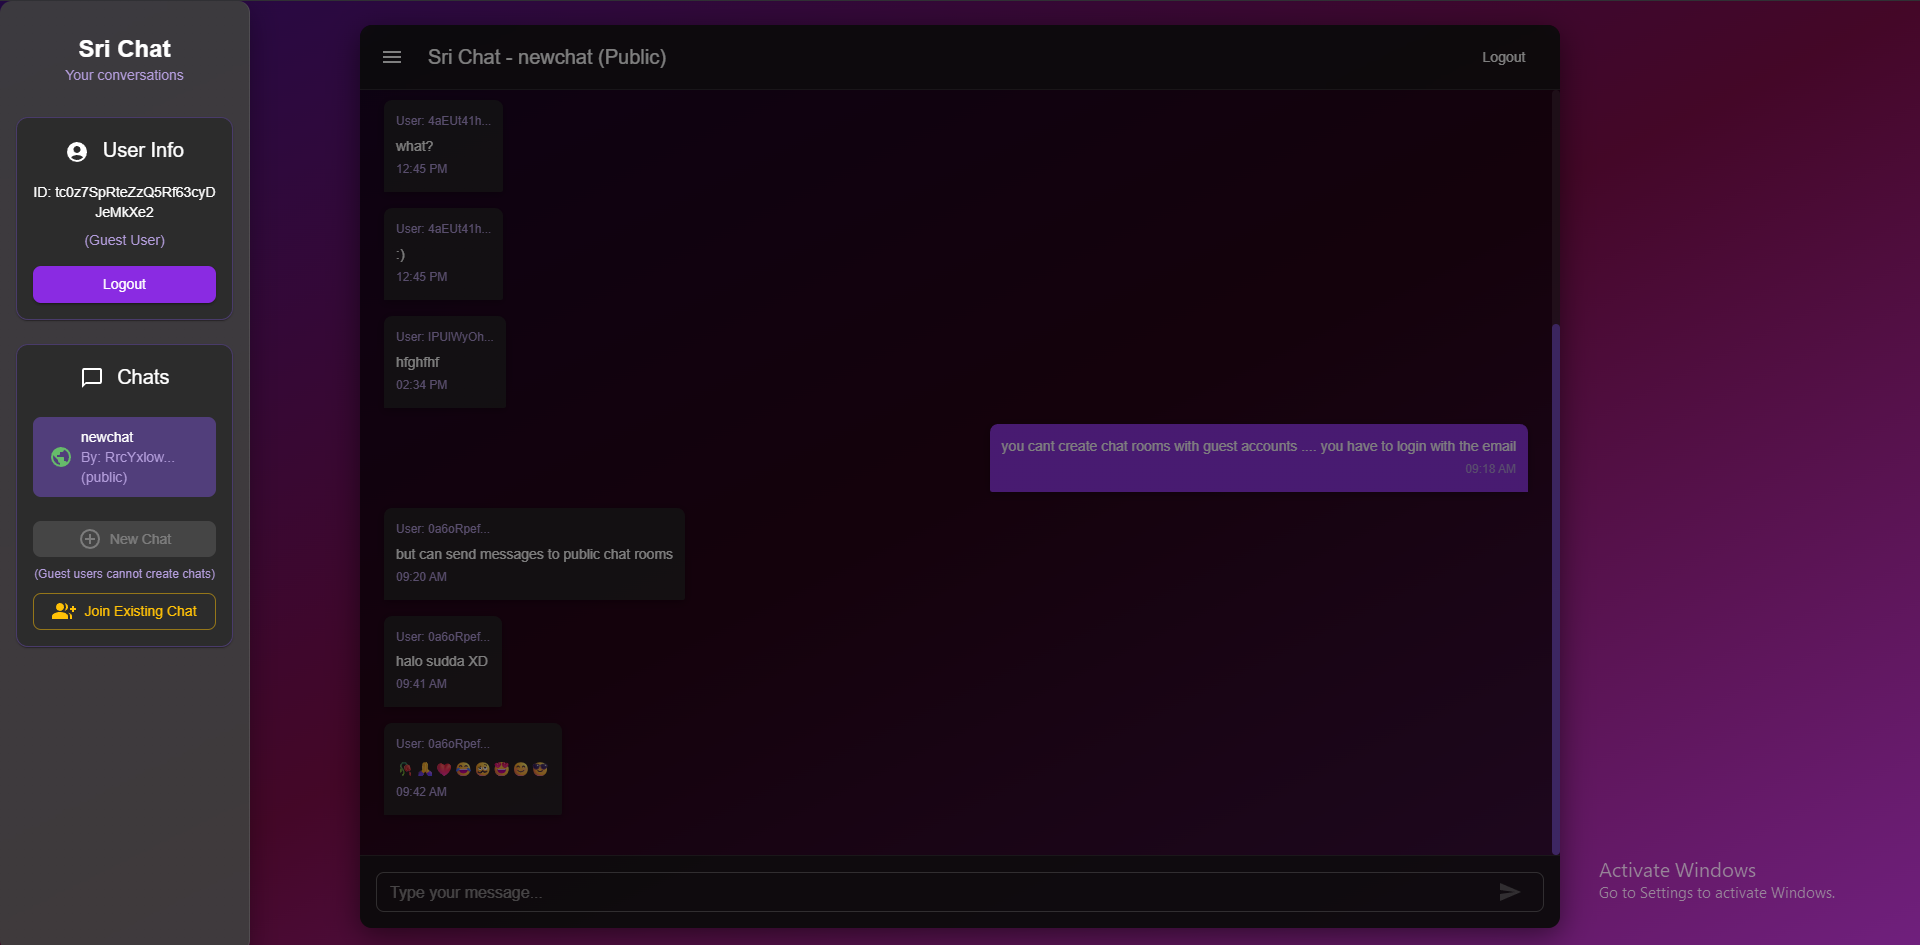 Sri Chat
Your conversations
User Info
ID: tc0z7SpRteZzQ5Rf63cyD
JeMkXe2
(Guest User)
Logout
Chats
newchat
By: RrcYxlow...
(public)
New Chat
(Guest users cannot create chats)
Join Existing Chat
Sri Chat - newchat (Public)
Logout
User: 4aEUt41h...
what?
12:45 PM
User: 4aEUt41h...
:)
12:45 PM
User: IPUlWyOh...
hfghfhf
02:34 PM
you cant create chat rooms with guest accounts .... you have to login with the email
09:18 AM
User: 0a6oRpef...
but can send messages to public chat rooms
09:20 AM
User: 0a6oRpef...
halo sudda XD
09:41 AM
User: 0a6oRpef...
09:42 AM
Type your message...
Activate Windows
Go to Settings to activate Windows.